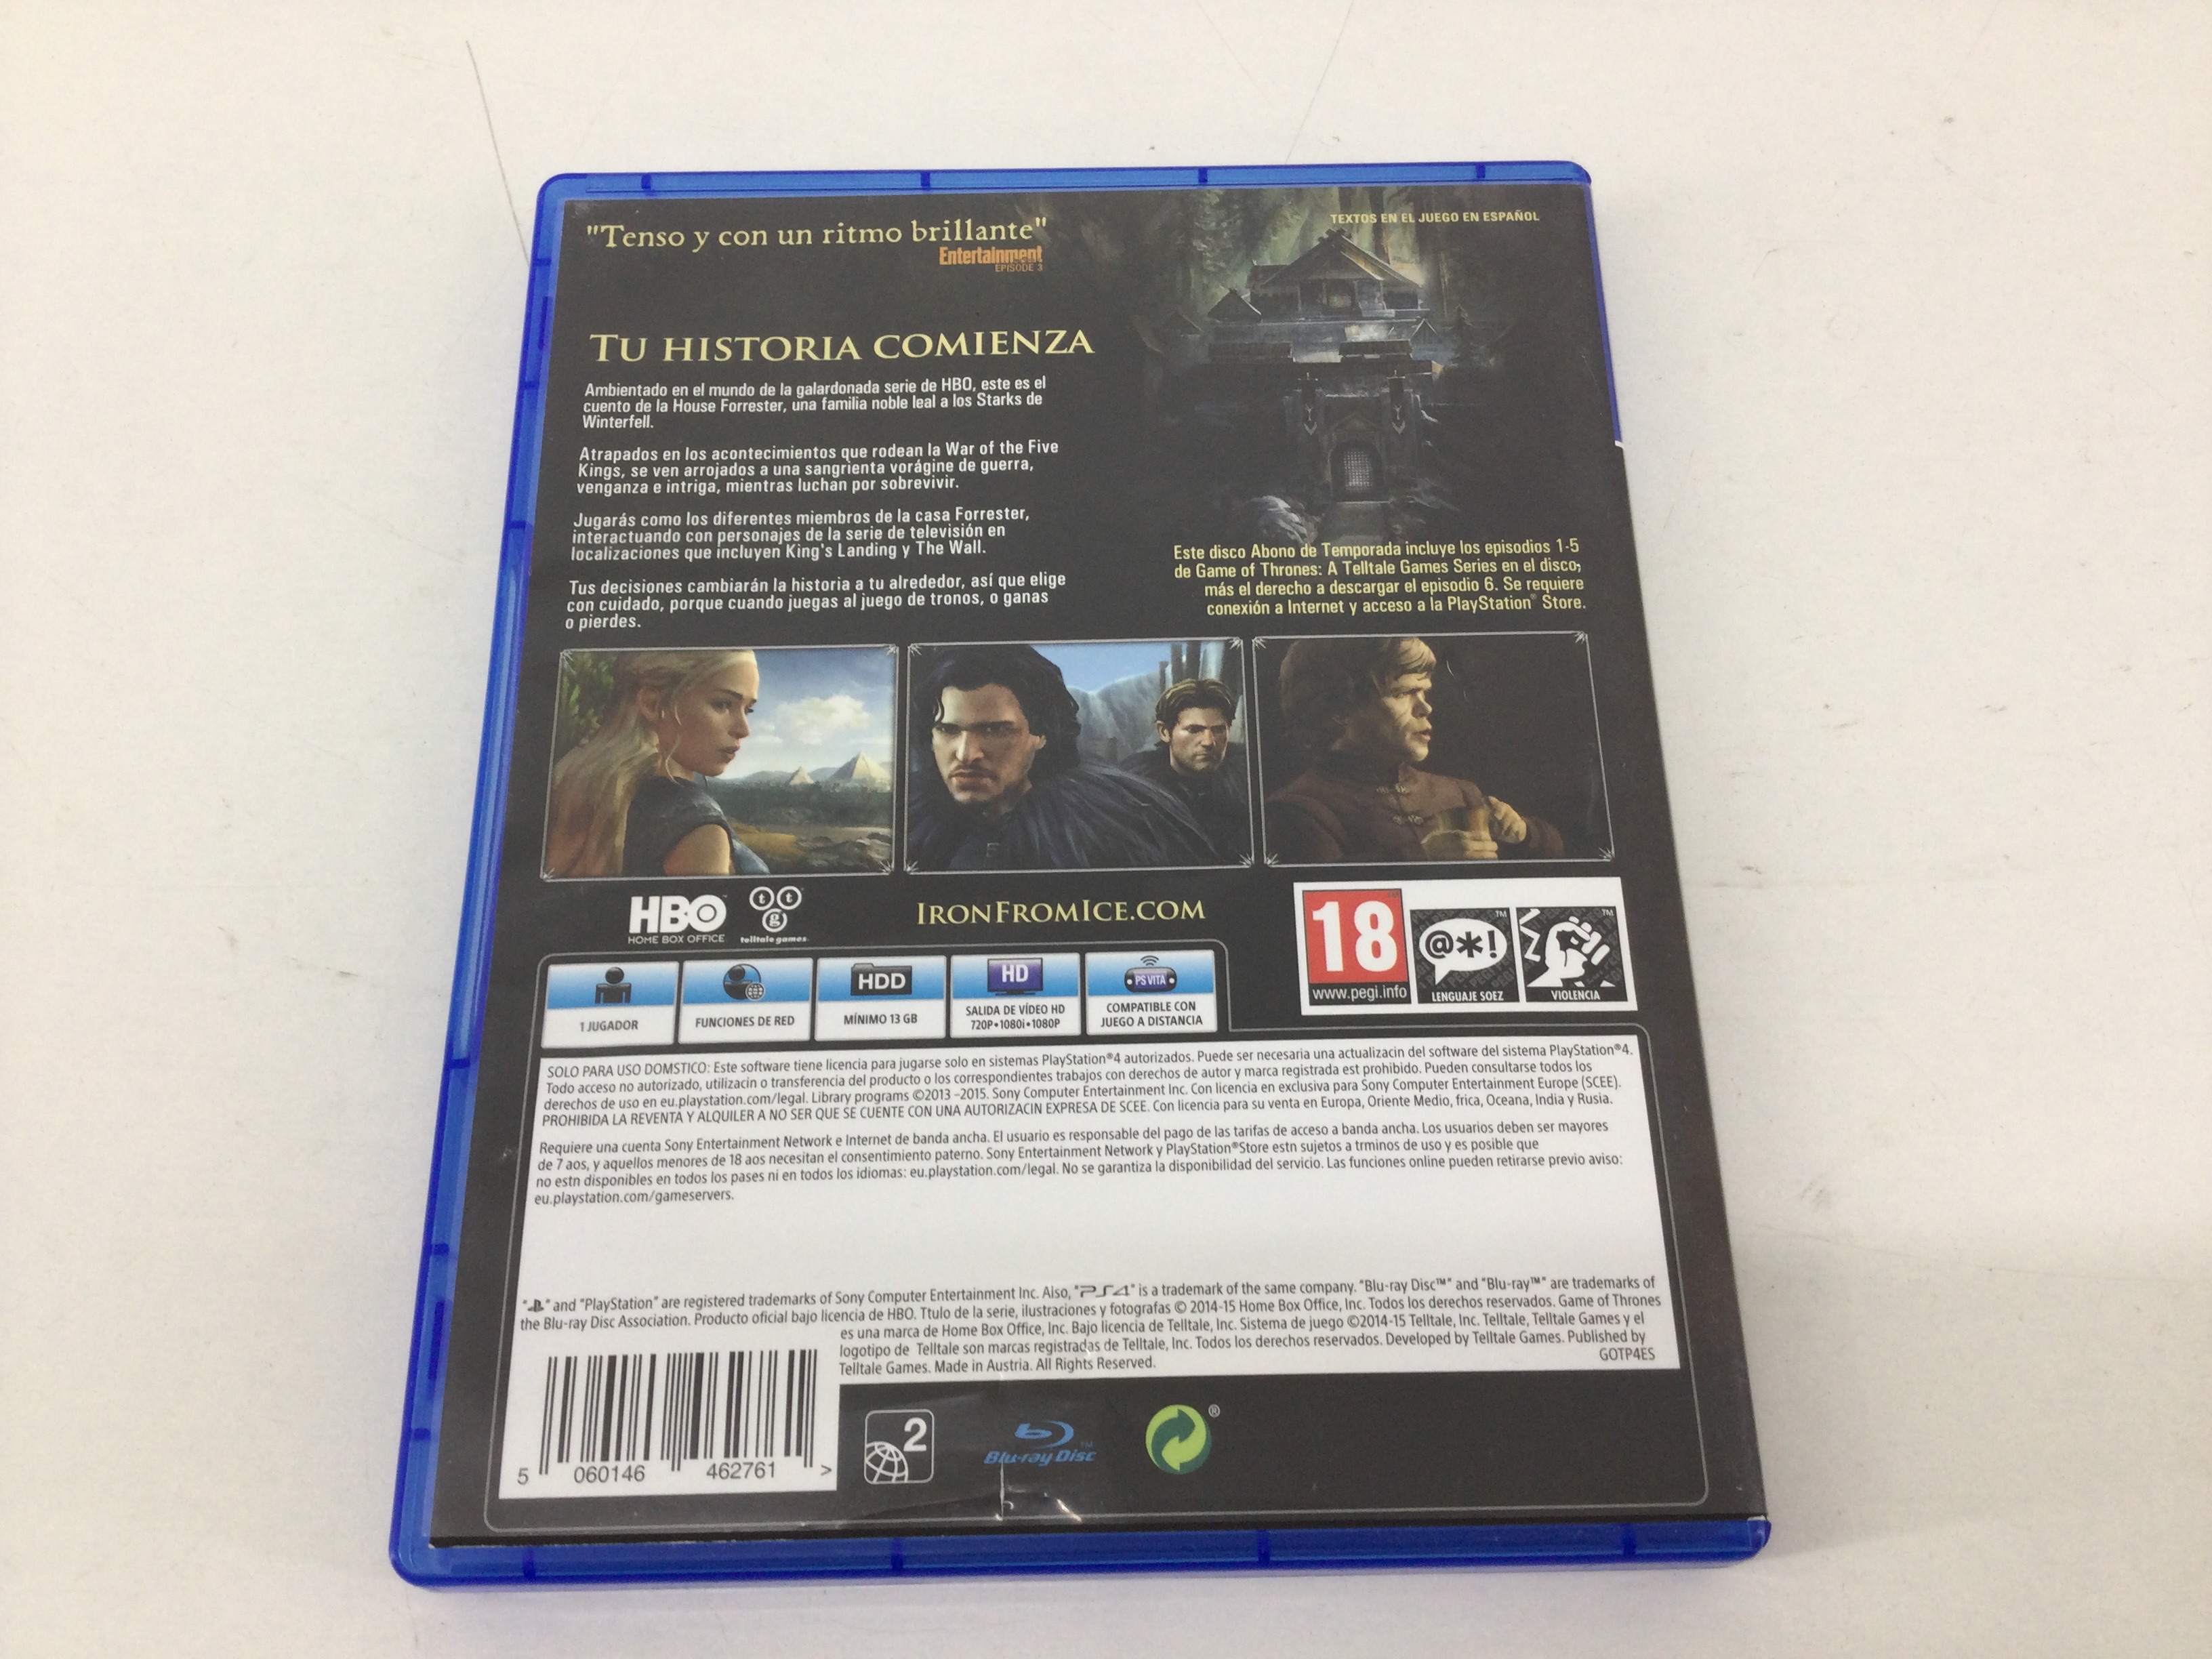 "Tenso y con un ritmo brillante"
Entertainment
EPISODE 3
TEXTOS EN EL JUEGO EN ESPAÑOL
TU HISTORIA COMIENZA
Ambientado en el mundo de la galardonada serie de HBO, este es el
cuento de la House Forrester, una familia noble leal a los Starks de
Winterfell.
Atrapados en los acontecimientos que rodean la War of the Five
Kings, se ven arrojados a una sangrienta vorágine de guerra,
venganza e intriga, mientras luchan por sobrevivir.
Jugarás como los diferentes miembros de la casa Forrester,
interactuando con personajes de la serie de televisión en
localizaciones que incluyen King's Landing y The Wall.
Tus decisiones cambiarán la historia a tu alrededor, así que elige
con cuidado, porque cuando juegas al juego de tronos, o ganas
o pierdes.
Este disco Abono de Temporada incluye los episodios 1-5
de Game of Thrones: A Telltale Games Series en el disco,
más el derecho a descargar el episodio 6. Se requiere
conexión a Internet y acceso a la PlayStation® Store.
HBO
HOME BOX OFFICE
ttg
telltale games
IRONFROMICE.COM
18
www.pegi.info
@*!
LENGUAJE SOEZ
VIOLENCIA
1 JUGADOR
FUNCIONES DE RED
HDD
MÍNIMO 13 GB
HD
SALIDA DE VÍDEO HD
720P•1080i•1080P
PS VITA
COMPATIBLE CON
JUEGO A DISTANCIA
SOLO PARA USO DOMSTICO: Este software tiene licencia para jugarse solo en sistemas PlayStation®4 autorizados. Puede ser necesaria una actualizacin del software del sistema PlayStation®4.
Todo acceso no autorizado, utilizacin o transferencia del producto o los correspondientes trabajos con derechos de autor y marca registrada est prohibido. Pueden consultarse todos los
derechos de uso en eu.playstation.com/legal. Library programs ©2013 –2015. Sony Computer Entertainment Inc. Con licencia en exclusiva para Sony Computer Entertainment Europe (SCEE).
PROHIBIDA LA REVENTA Y ALQUILER A NO SER QUE SE CUENTE CON UNA AUTORIZACIN EXPRESA DE SCEE. Con licencia para su venta en Europa, Oriente Medio, frica, Oceana, India y Rusia.
Requiere una cuenta Sony Entertainment Network e Internet de banda ancha. El usuario es responsable del pago de las tarifas de acceso a banda ancha. Los usuarios deben ser mayores
de 7 aos, y aquellos menores de 18 aos necesitan el consentimiento paterno. Sony Entertainment Network y PlayStation®Store estn sujetos a trminos de uso y es posible que
no estn disponibles en todos los pases ni en todos los idiomas: eu.playstation.com/legal. No se garantiza la disponibilidad del servicio. Las funciones online pueden retirarse previo aviso:
eu.playstation.com/gameservers.
" " and "PlayStation" are registered trademarks of Sony Computer Entertainment Inc. Also, "PS4" is a trademark of the same company. "Blu-ray Disc™" and "Blu-ray™" are trademarks of
the Blu-ray Disc Association. Producto oficial bajo licencia de HBO. Ttulo de la serie, ilustraciones y fotografas © 2014-15 Home Box Office, Inc. Todos los derechos reservados. Game of Thrones
es una marca de Home Box Office, Inc. Bajo licencia de Telltale, Inc. Sistema de juego ©2014-15 Telltale, Inc. Telltale, Telltale Games y el
logotipo de Telltale son marcas registradas de Telltale, Inc. Todos los derechos reservados. Developed by Telltale Games. Published by
Telltale Games. Made in Austria. All Rights Reserved.
GOTP4ES
5 060146 462761 >
2
Blu-ray Disc™
®